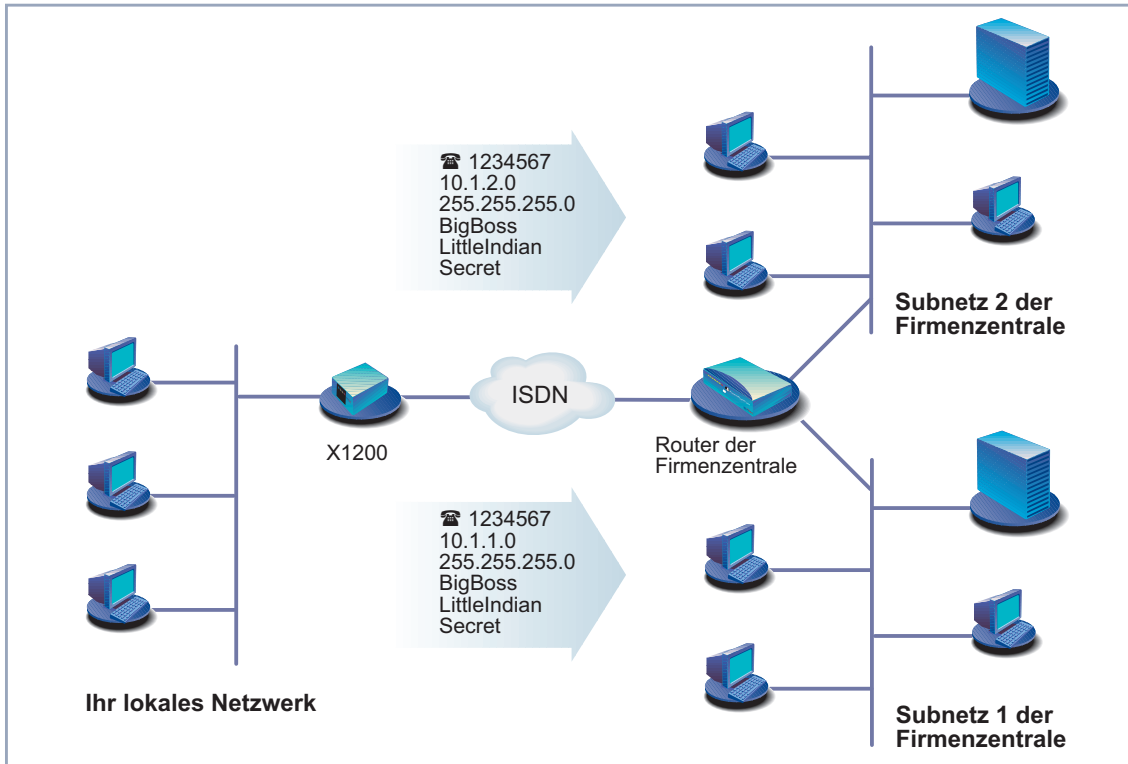 ☎ 1234567
10.1.2.0
255.255.255.0
BigBoss
LittleIndian
Secret
Subnetz 2 der
Firmenzentrale
ISDN
X1200
Router der
Firmenzentrale
☎ 1234567
10.1.1.0
255.255.255.0
BigBoss
LittleIndian
Secret
Ihr lokales Netzwerk
Subnetz 1 der
Firmenzentrale